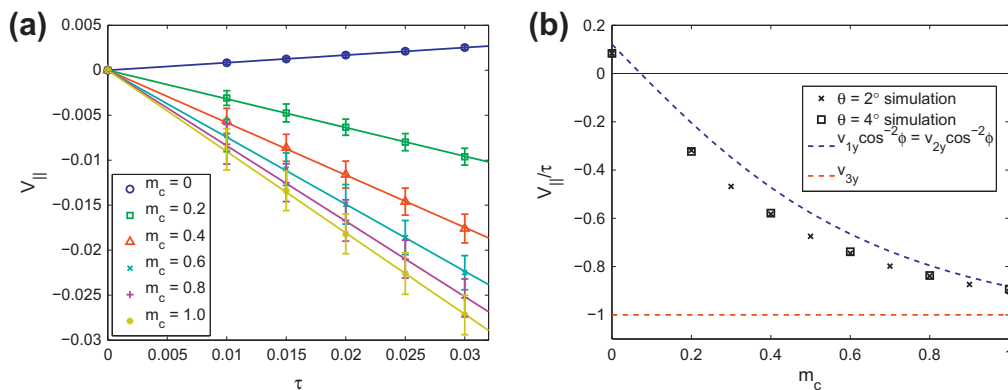 (a)
0.005
0
−0.005
−0.01
−0.015
−0.02
−0.025
−0.03
V||
m_c = 0
m_c = 0.2
m_c = 0.4
m_c = 0.6
m_c = 0.8
m_c = 1.0
0 0.005 0.01 0.015 0.02 0.025 0.03
τ
(b)
0.2
0
−0.2
−0.4
−0.6
−0.8
−1
V||/τ
θ = 2° simulation
θ = 4° simulation
v_1y cos^−2 ϕ = v_2y cos^−2 ϕ
v_3y
0 0.2 0.4 0.6 0.8 1
m_c